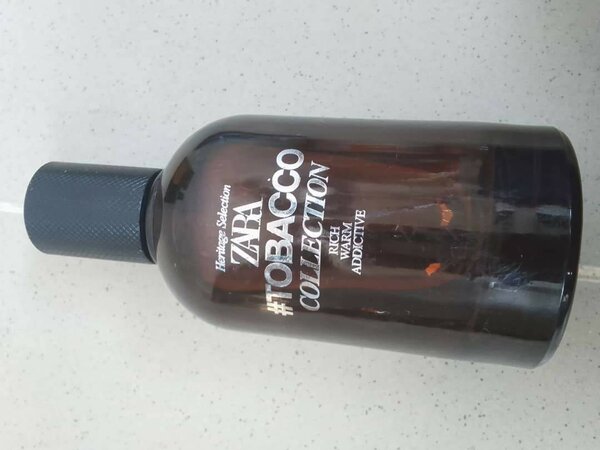 Heritage Selection
ZARA
#TOBACCO
COLLECTION
RICH
WARM
ADDICTIVE